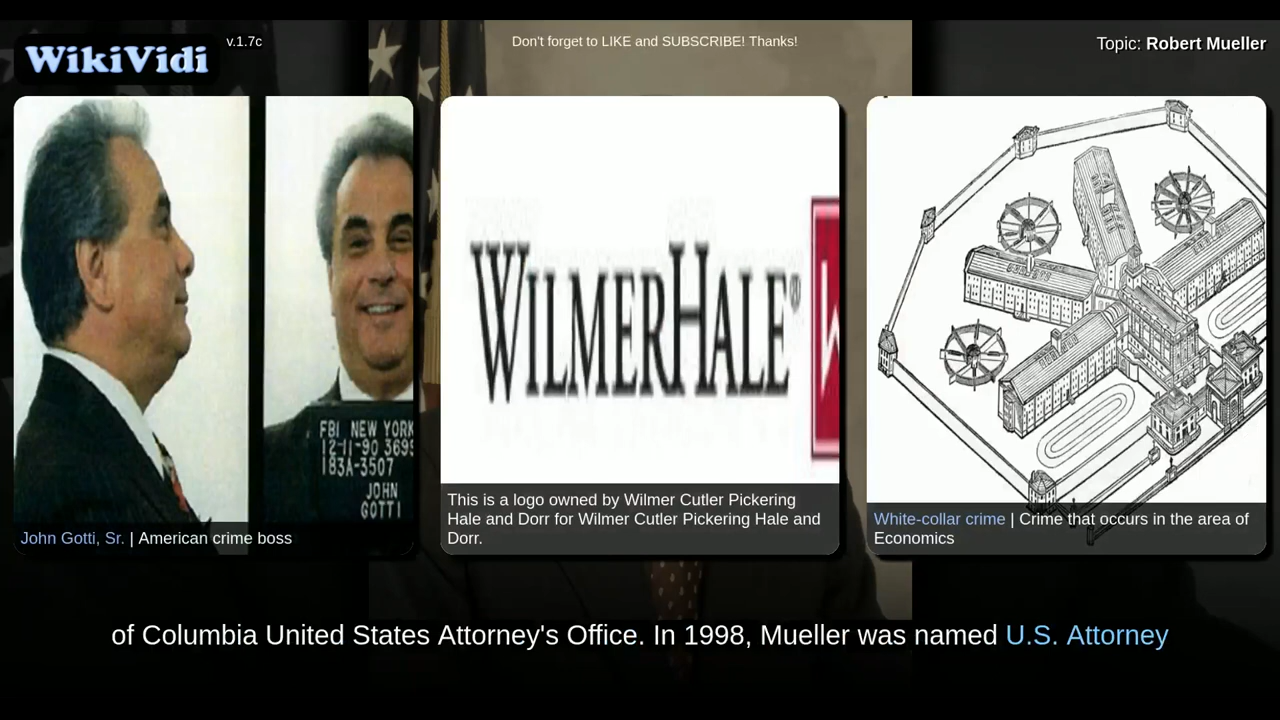 WikiVidi
v.1.7c
Don't forget to LIKE and SUBSCRIBE! Thanks!
Topic: Robert Mueller
FBI NEW YORK
12-11-90 3699
183A-3507
JOHN
GOTTI
John Gotti, Sr. | American crime boss
WILMERHALE®
W
This is a logo owned by Wilmer Cutler Pickering
Hale and Dorr for Wilmer Cutler Pickering Hale and
Dorr.
White-collar crime | Crime that occurs in the area of
Economics
of Columbia United States Attorney's Office. In 1998, Mueller was named U.S. Attorney